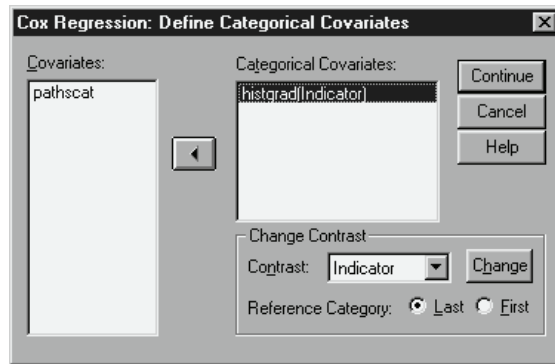 Cox Regression: Define Categorical Covariates
Covariates:
pathscat
Categorical Covariates:
histgrad(Indicator)
Continue
Cancel
Help
Change Contrast
Contrast: Indicator Change
Reference Category: Last First